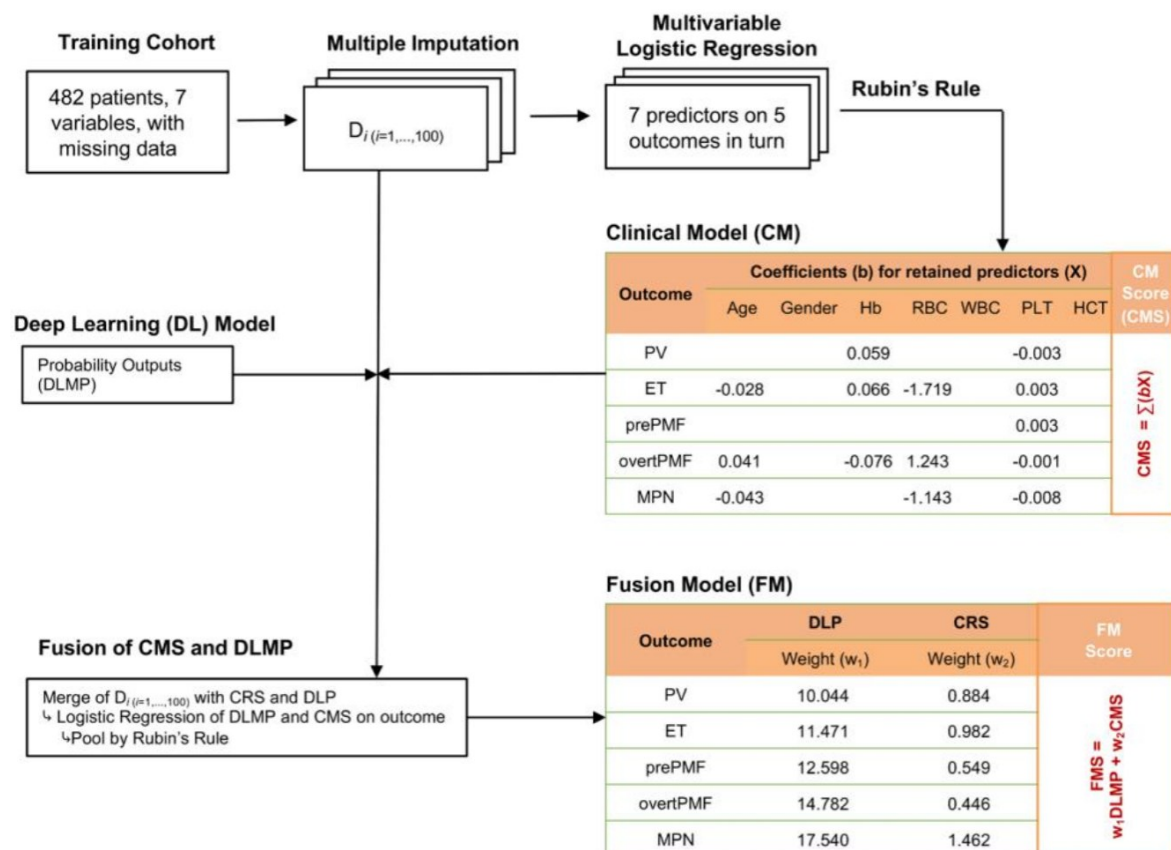 Training Cohort
482 patients, 7
variables, with
missing data
Multiple Imputation
D i (i=1,...,100)
Multivariable
Logistic Regression
7 predictors on 5
outcomes in turn
Rubin's Rule
Clinical Model (CM)
Outcome
Coefficients (b) for retained predictors (X)
Age Gender Hb RBC WBC PLT HCT
CM
Score
(CMS)
PV 0.059 -0.003
ET -0.028 0.066 -1.719 0.003
prePMF 0.003
overtPMF 0.041 -0.076 1.243 -0.001
MPN -0.043 -1.143 -0.008
CMS = ∑(bX)
Deep Learning (DL) Model
Probability Outputs
(DLMP)
Fusion of CMS and DLMP
Merge of D i (i=1,...,100) with CRS and DLP
↳ Logistic Regression of DLMP and CMS on outcome
↳Pool by Rubin's Rule
Fusion Model (FM)
Outcome
DLP CRS
Weight (w₁) Weight (w₂)
FM
Score
PV 10.044 0.884
ET 11.471 0.982
prePMF 12.598 0.549
overtPMF 14.782 0.446
MPN 17.540 1.462
FMS =
w₁DLMP + w₂CMS